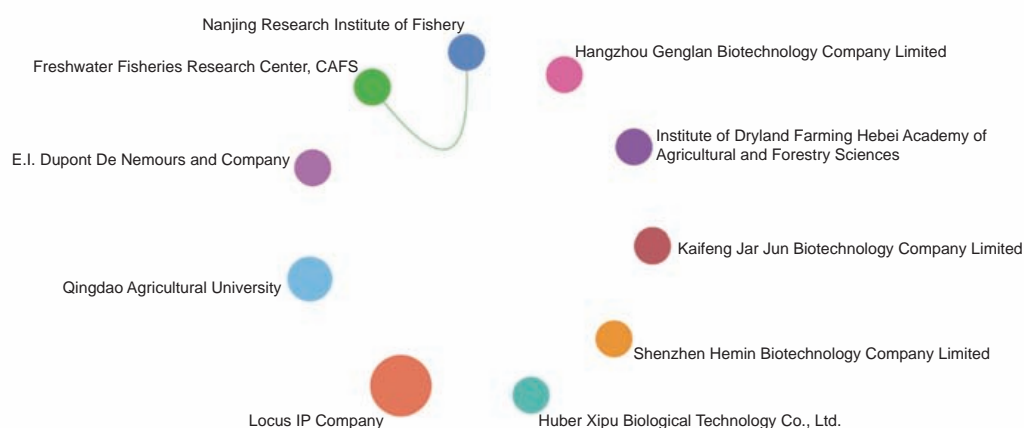 Nanjing Research Institute of Fishery
Hangzhou Genglan Biotechnology Company Limited
Freshwater Fisheries Research Center, CAFS
Institute of Dryland Farming Hebei Academy of
Agricultural and Forestry Sciences
E.I. Dupont De Nemours and Company
Kaifeng Jar Jun Biotechnology Company Limited
Qingdao Agricultural University
Shenzhen Hemin Biotechnology Company Limited
Locus IP Company
Huber Xipu Biological Technology Co., Ltd.